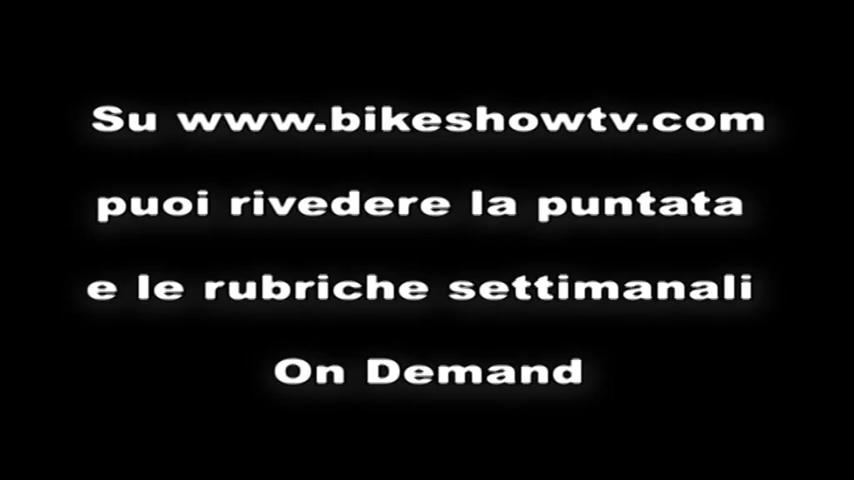 Su www.bikeshowtv.com
puoi rivedere la puntata
e le rubriche settimanali
On Demand